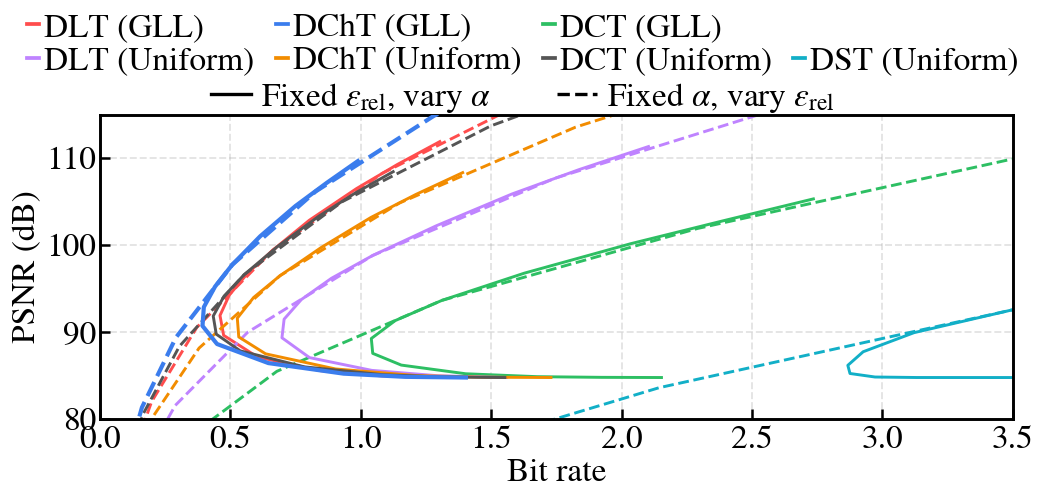 DLT (GLL) DChT (GLL) DCT (GLL)
DLT (Uniform) DChT (Uniform) DCT (Uniform) DST (Uniform)
Fixed ε_rel, vary α Fixed α, vary ε_rel
110
100
90
80
PSNR (dB)
0.0 0.5 1.0 1.5 2.0 2.5 3.0 3.5
Bit rate